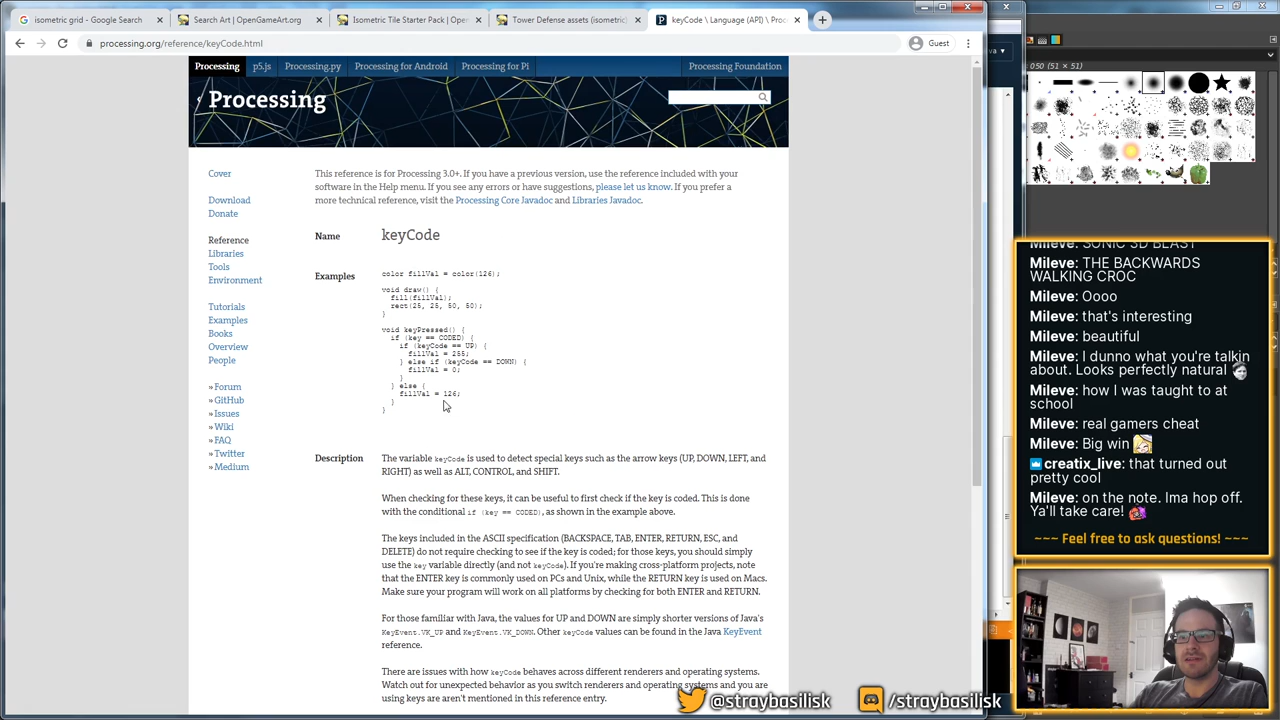 isometric grid - Google Search
Search Art | OpenGameArt.org
Isometric Tile Starter Pack | Open
Tower Defense assets (isometric)
keyCode \ Language (API) \ Proc
processing.org/reference/keyCode.html
Guest
Processing
p5.js
Processing.py
Processing for Android
Processing for Pi
Processing Foundation
Processing
Cover
Download
Donate
Reference
Libraries
Tools
Environment
Tutorials
Examples
Books
Overview
People
» Forum
» GitHub
» Issues
» Wiki
» FAQ
» Twitter
» Medium
This reference is for Processing 3.0+. If you have a previous version, use the reference included with your
software in the Help menu. If you see any errors or have suggestions, please let us know. If you prefer a
more technical reference, visit the Processing Core Javadoc and Libraries Javadoc.
Name
keyCode
Examples
color fillVal = color(126);
void draw() {
fill(fillVal);
rect(25, 25, 50, 50);
}
void keyPressed() {
if (key == CODED) {
if (keyCode == UP) {
fillVal = 255;
} else if (keyCode == DOWN) {
fillVal = 0;
}
} else {
fillVal = 126;
}
}
Description
The variable keyCode is used to detect special keys such as the arrow keys (UP, DOWN, LEFT, and
RIGHT) as well as ALT, CONTROL, and SHIFT.
When checking for these keys, it can be useful to first check if the key is coded. This is done
with the conditional if (key == CODED), as shown in the example above.
The keys included in the ASCII specification (BACKSPACE, TAB, ENTER, RETURN, ESC, and
DELETE) do not require checking to see if the key is coded; for those keys, you should simply
use the key variable directly (and not keyCode). If you're making cross-platform projects, note
that the ENTER key is commonly used on PCs and Unix, while the RETURN key is used on Macs.
Make sure your program will work on all platforms by checking for both ENTER and RETURN.
For those familiar with Java, the values for UP and DOWN are simply shorter versions of Java's
KeyEvent.VK_UP and KeyEvent.VK_DOWN. Other keyCode values can be found in the Java KeyEvent
reference.
There are issues with how keyCode behaves across different renderers and operating systems.
Watch out for unexpected behavior as you switch renderers and operating systems and you are
using keys are aren't mentioned in this reference entry.
va ▾
050 (51 × 51)
Mileve: SONIC 3D BLAST
Mileve: THE BACKWARDS
WALKING CROC
Mileve: Oooo
Mileve: that's interesting
Mileve: beautiful
Mileve: I dunno what you're talkin
about. Looks perfectly natural
Mileve: how I was taught to at
school
Mileve: real gamers cheat
Mileve: Big win
creatix_live: that turned out
pretty cool
Mileve: on the note. Ima hop off.
Ya'll take care!
~~~ Feel free to ask questions! ~~~
@straybasilisk
/straybasilisk